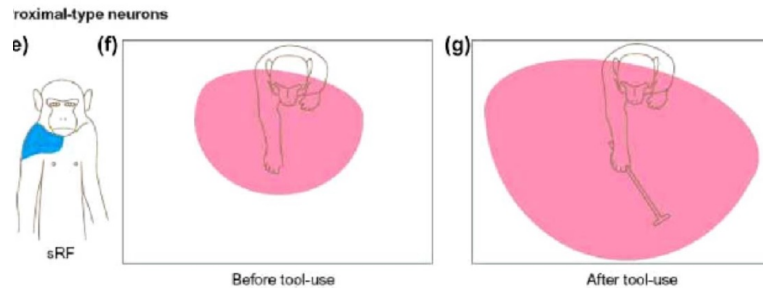 roximal-type neurons
e) (f) (g)
sRF
Before tool-use After tool-use